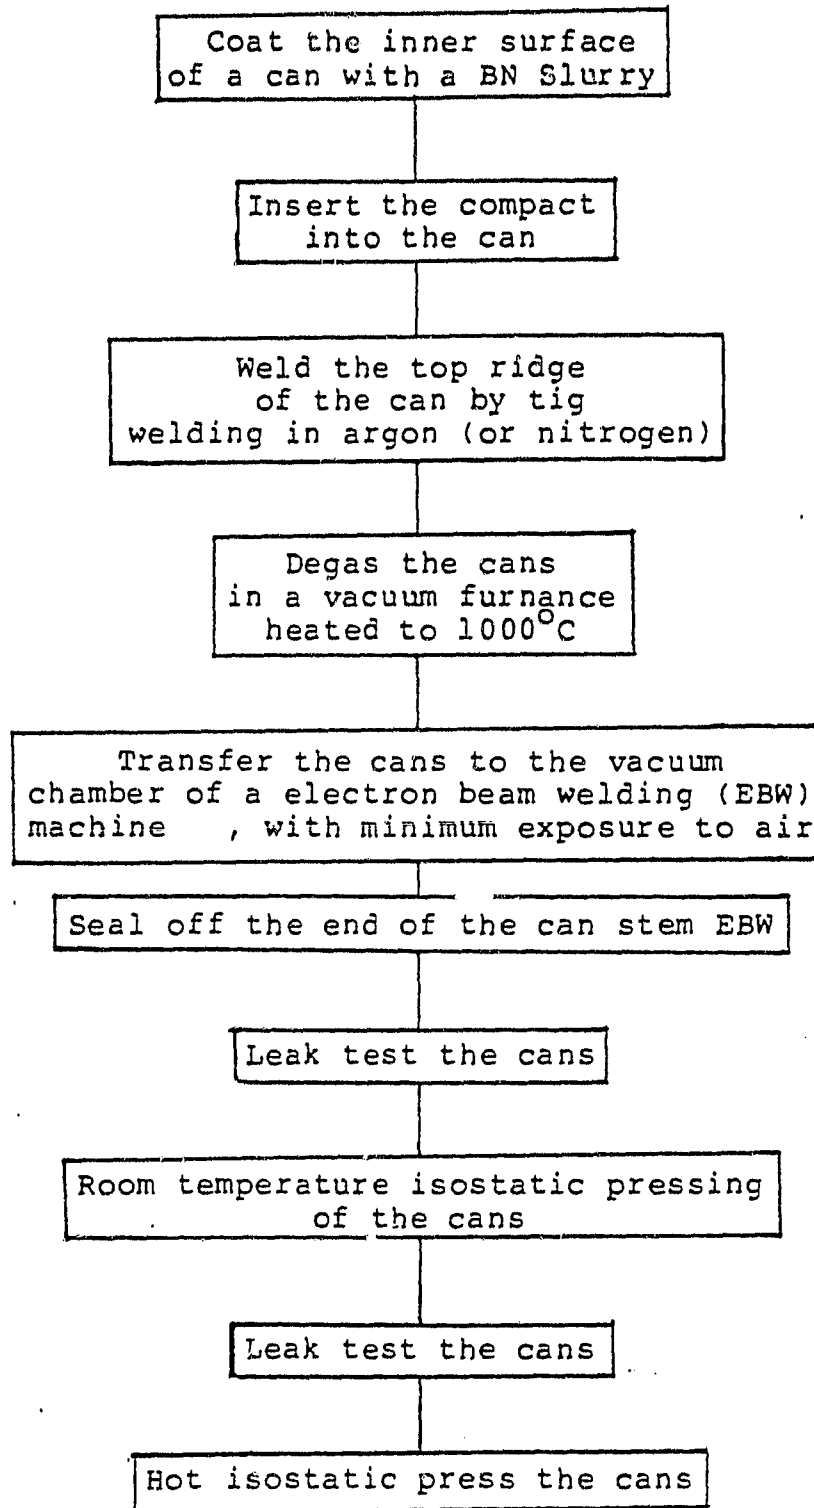 Coat the inner surface
of a can with a BN Slurry
Insert the compact
into the can
Weld the top ridge
of the can by tig
welding in argon (or nitrogen)
Degas the cans
in a vacuum furnance
heated to 1000°C
Transfer the cans to the vacuum
chamber of a electron beam welding (EBW)
machine , with minimum exposure to air
Seal off the end of the can stem EBW
Leak test the cans
Room temperature isostatic pressing
of the cans
Leak test the cans
Hot isostatic press the cans